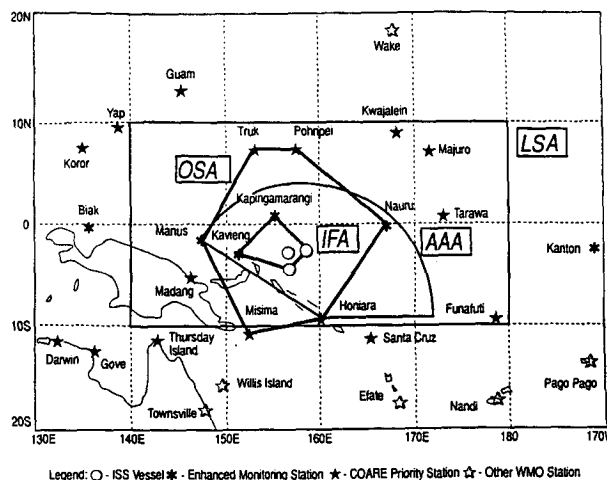 20N
Wake
Guam
Yap
Kwajalein
10N
Truk
Pohnpei
LSA
Koror
OSA
Majuro
Kapingamarangi
Biak
Nauru
Tarawa
0
Manus
Kavieng
IFA
AAA
Kanton
Madang
Misima
Honiara
Funafuti
10S
Darwin
Gove
Thursday
Island
Santa Cruz
Willis Island
Pago Pago
Townsville
Efate
Nandi
20S
130E
140E
150E
160E
170E
180
170W
Legend: ○ - ISS Vessel ✱ - Enhanced Monitoring Station ★ - COARE Priority Station ☆ - Other WMO Station